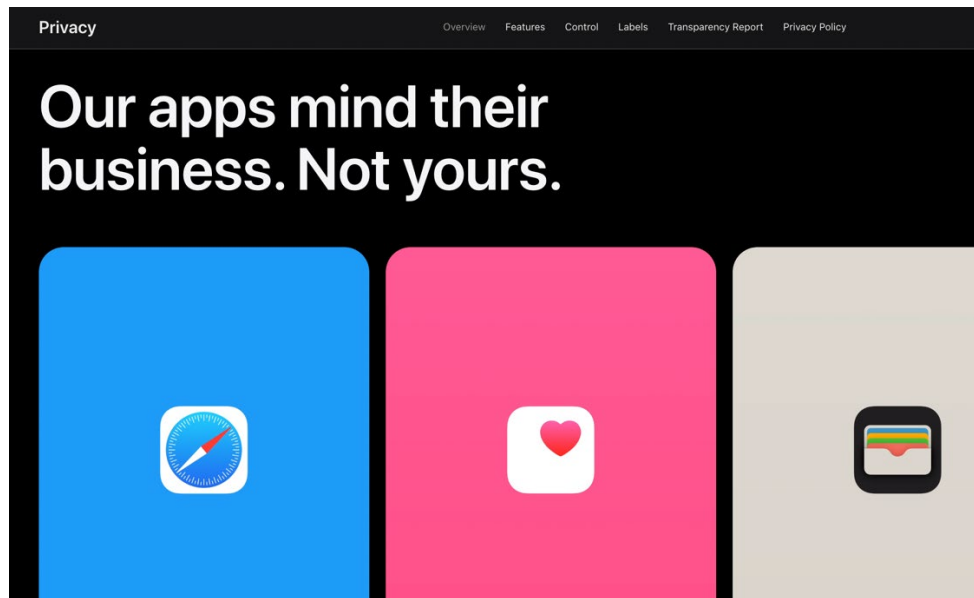 Privacy
Overview Features Control Labels Transparency Report Privacy Policy
Our apps mind their
business. Not yours.